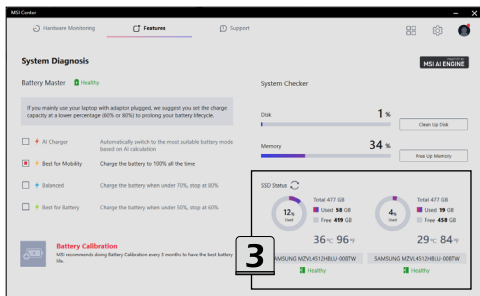 MSI Center
Hardware Monitoring
Features
Support
System Diagnosis
POWERED BY
MSI AI ENGINE
Battery Master
Healthy
System Checker
If you mainly use your laptop with adaptor plugged, we suggest you set the charge
capacity at a lower percentage (60% or 80%) to prolong your battery lifecycle.
Disk
1 %
Clean Up Disk
AI Charger
Automatically switch to the most suitable battery mode
based on AI calculation
Memory
34 %
Free Up Memory
Best for Mobility
Charge the battery to 100% all the time
Balanced
Charge the battery when under 70%, stop at 80%
Best for Battery
Charge the battery when under 50%, stop at 60%
SSD Status
12%
Used
Total 477 GB
Used 58 GB
Free 419 GB
36°C 96°F
4%
Used
Total 477 GB
Used 19 GB
Free 458 GB
29°C 84°F
Battery Calibration
MSI recommends doing Battery Calibration every 3 months to have the best battery
life.
3
SAMSUNG MZVL4512HBLU-00BTW
SAMSUNG MZVL4512HBLU-00BTW
Healthy
Healthy